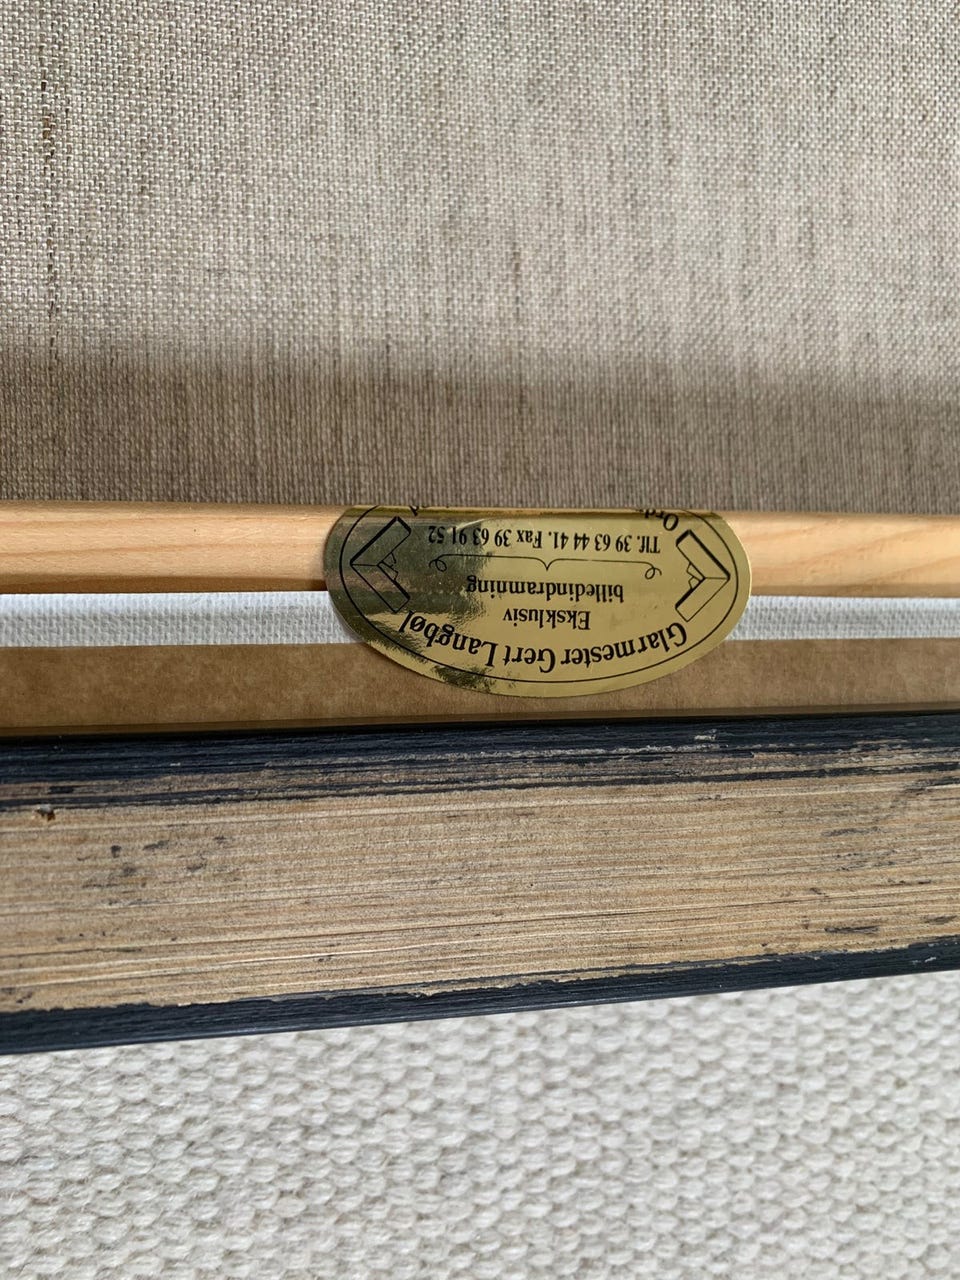 Glarmester Gert Langbøl
Eksklusiv
billedindramning
Tlf. 39 63 44 41. Fax 39 63 91 52